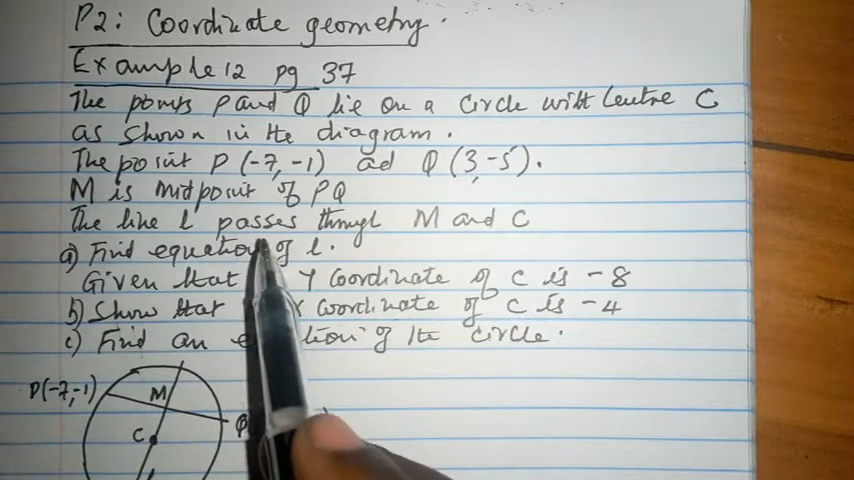 P2: Coordinate geometry.
Example 12 pg 37
The points P and Q lie on a circle with Centre C
as shown in the diagram.
The point P (-7, -1) ad Q (3, -5).
M is midpoint of PQ
The line l passes through M and C
a) Find equation of l.
Given that Y coordinate of C is -8
b) Show that X coordinate of C is -4
c) Find an of the circle.
P(-7,-1)
M
C
Q
l